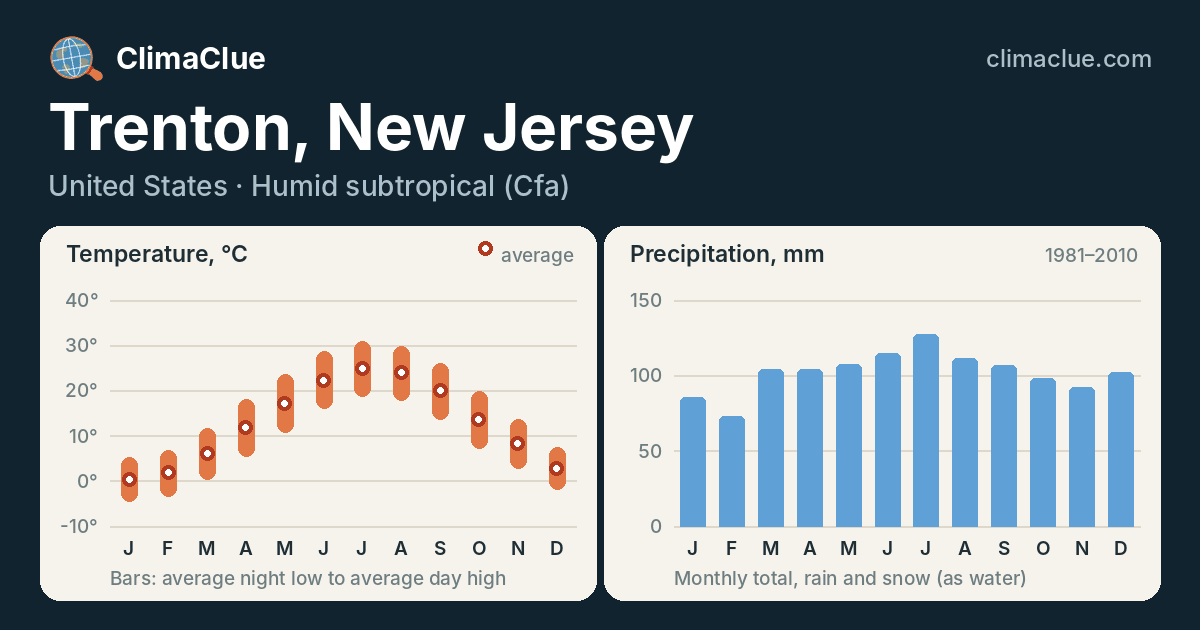 ClimaClue
climaclue.com
Trenton, New Jersey
United States · Humid subtropical (Cfa)
Temperature, °C
average
40°
30°
20°
10°
0°
-10°
J F M A M J J A S O N D
Bars: average night low to average day high
Precipitation, mm
1981–2010
150
100
50
0
J F M A M J J A S O N D
Monthly total, rain and snow (as water)